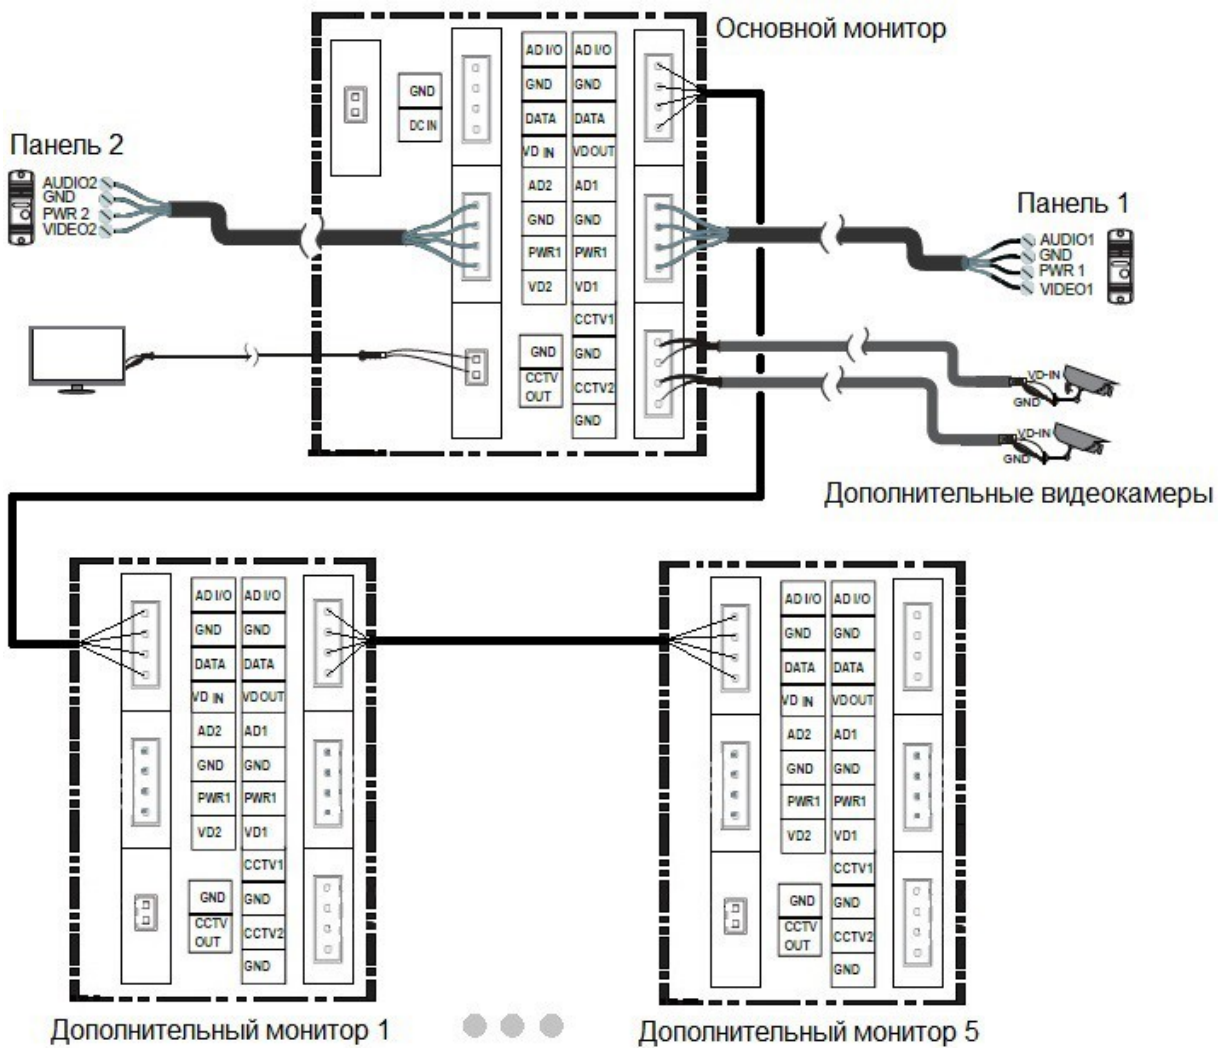 Основной монитор
AD I/O AD I/O
GND GND
DATA DATA
VD IN VDOUT
AD2 AD1
GND GND
PWR1 PWR1
VD2 VD1
CCTV1
GND GND
CCTV OUT CCTV2
GND
GND
DC IN
Панель 2
AUDIO2
GND
PWR 2
VIDEO2
Панель 1
AUDIO1
GND
PWR 1
VIDEO1
VD-IN
GND
VD-IN
GND
Дополнительные видеокамеры
AD I/O AD I/O
GND GND
DATA DATA
VD IN VDOUT
AD2 AD1
GND GND
PWR1 PWR1
VD2 VD1
CCTV1
GND GND
CCTV OUT CCTV2
GND
Дополнительный монитор 1
AD I/O AD I/O
GND GND
DATA DATA
VD IN VDOUT
AD2 AD1
GND GND
PWR1 PWR1
VD2 VD1
CCTV1
GND GND
CCTV OUT CCTV2
GND
Дополнительный монитор 5